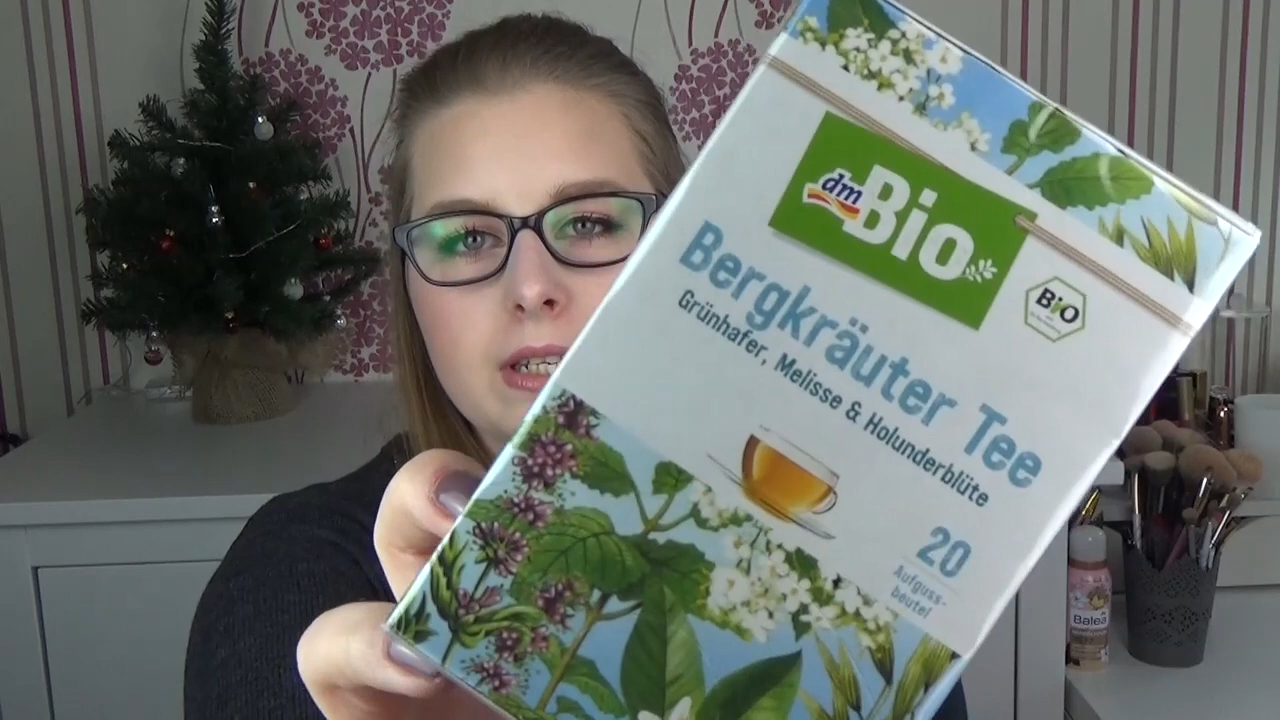 dm Bio
Bio
Bergkräuter Tee
Grünhafer, Melisse & Holunderblüte
20
Aufguss-
beutel
Balea